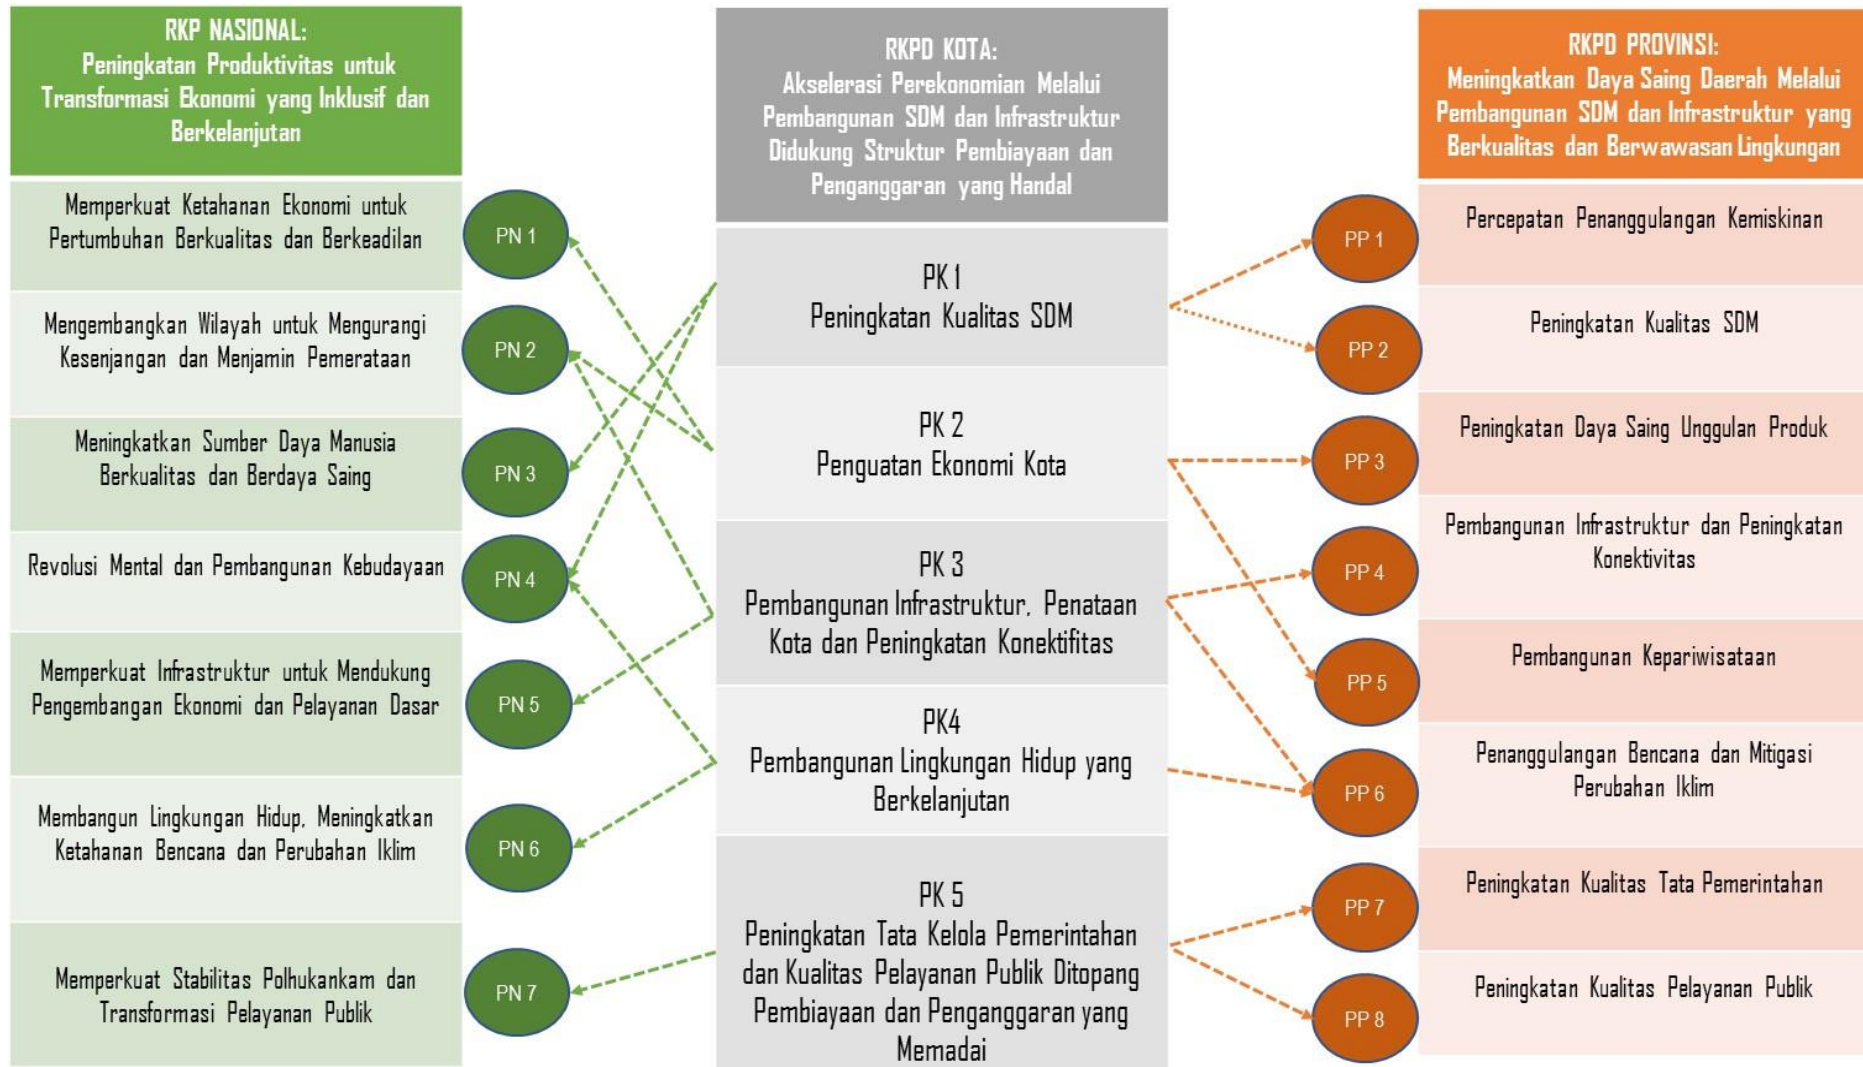 RKP NASIONAL:
Peningkatan Produktivitas untuk
Transformasi Ekonomi yang Inklusif dan
Berkelanjutan
Memperkuat Ketahanan Ekonomi untuk
Pertumbuhan Berkualitas dan Berkeadilan
Mengembangkan Wilayah untuk Mengurangi
Kesenjangan dan Menjamin Pemerataan
Meningkatkan Sumber Daya Manusia
Berkualitas dan Berdaya Saing
Revolusi Mental dan Pembangunan Kebudayaan
Memperkuat Infrastruktur untuk Mendukung
Pengembangan Ekonomi dan Pelayanan Dasar
Membangun Lingkungan Hidup, Meningkatkan
Ketahanan Bencana dan Perubahan Iklim
Memperkuat Stabilitas Polhukankam dan
Transformasi Pelayanan Publik
PN 1
PN 2
PN 3
PN 4
PN 5
PN 6
PN 7
RKPD KOTA:
Akselerasi Perekonomian Melalui
Pembangunan SDM dan Infrastruktur
Didukung Struktur Pembiayaan dan
Penganggaran yang Handal
PK 1
Peningkatan Kualitas SDM
PK 2
Penguatan Ekonomi Kota
PK 3
Pembangunan Infrastruktur, Penataan
Kota dan Peningkatan Konektifitas
PK4
Pembangunan Lingkungan Hidup yang
Berkelanjutan
PK 5
Peningkatan Tata Kelola Pemerintahan
dan Kualitas Pelayanan Publik Ditopang
Pembiayaan dan Penganggaran yang
Memadai
PP 1
PP 2
PP 3
PP 4
PP 5
PP 6
PP 7
PP 8
RKPD PROVINSI:
Meningkatkan Daya Saing Daerah Melalui
Pembangunan SDM dan Infrastruktur yang
Berkualitas dan Berwawasan Lingkungan
Percepatan Penanggulangan Kemiskinan
Peningkatan Kualitas SDM
Peningkatan Daya Saing Unggulan Produk
Pembangunan Infrastruktur dan Peningkatan
Konektivitas
Pembangunan Kepariwisataan
Penanggulangan Bencana dan Mitigasi
Perubahan Iklim
Peningkatan Kualitas Tata Pemerintahan
Peningkatan Kualitas Pelayanan Publik